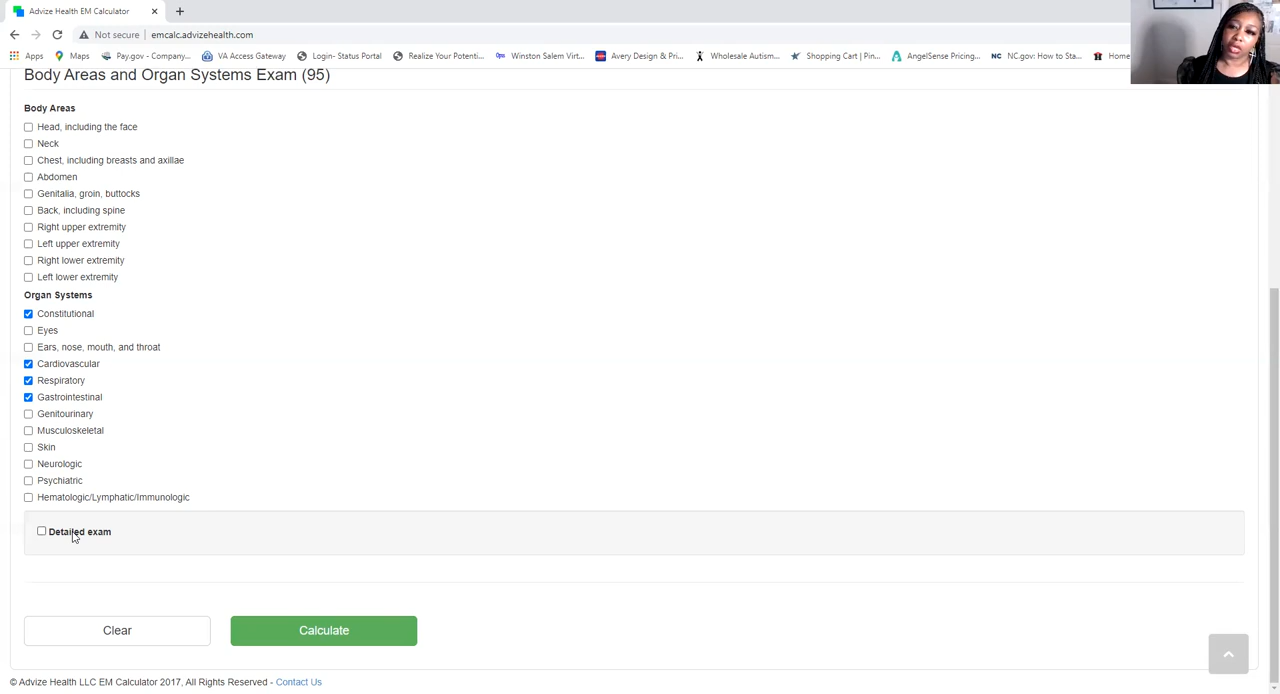 Advize Health EM Calculator
Not secure
emcalc.advizehealth.com
Apps Maps Pay.gov - Company... VA Access Gateway Login- Status Portal Realize Your Potenti... Winston Salem Virt... Avery Design & Pri... Wholesale Autism... Shopping Cart | Pin... AngelSense Pricing... NC.gov: How to Sta... Home
Body Areas and Organ Systems Exam (95)
Body Areas
Head, including the face
Neck
Chest, including breasts and axillae
Abdomen
Genitalia, groin, buttocks
Back, including spine
Right upper extremity
Left upper extremity
Right lower extremity
Left lower extremity
Organ Systems
Constitutional
Eyes
Ears, nose, mouth, and throat
Cardiovascular
Respiratory
Gastrointestinal
Genitourinary
Musculoskeletal
Skin
Neurologic
Psychiatric
Hematologic/Lymphatic/Immunologic
Detailed exam
Clear
Calculate
© Advize Health LLC EM Calculator 2017, All Rights Reserved - Contact Us